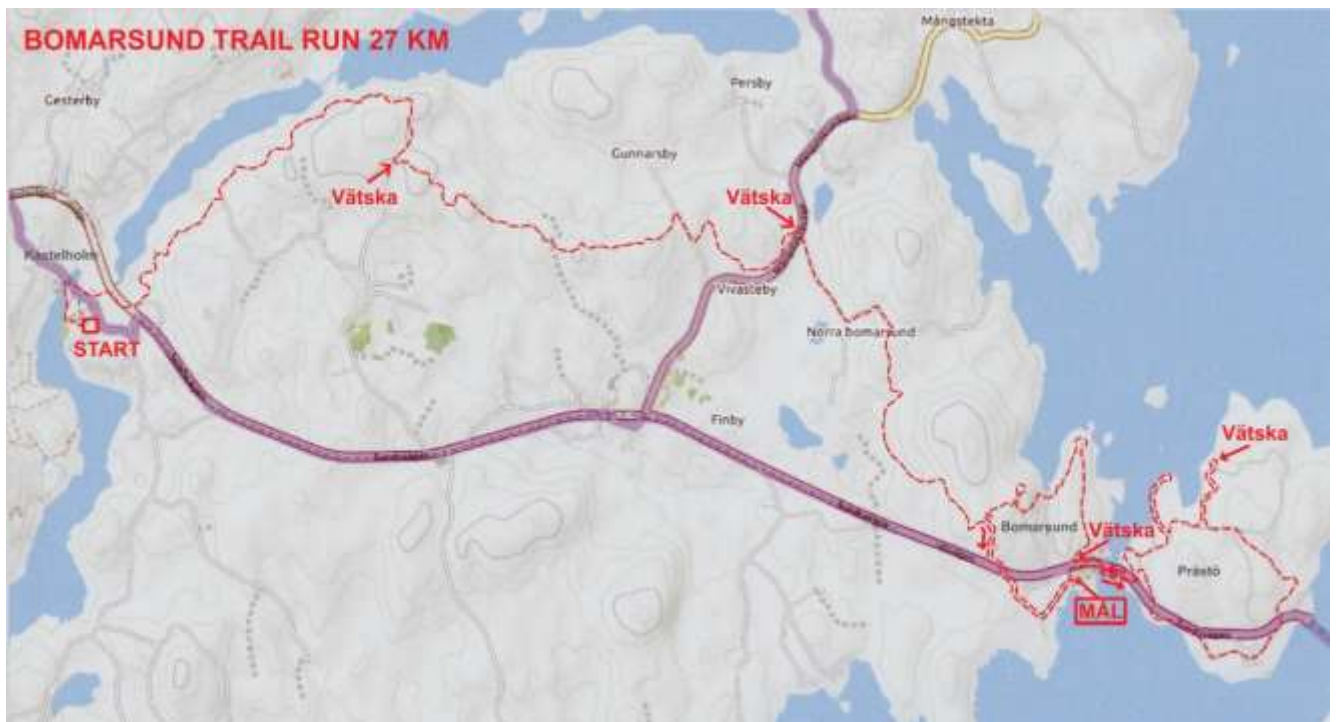 BOMARSUND TRAIL RUN 27 KM
Mångstekta
Persby
Cesterby
Gunnarsby
Vätska
Vätska
Kastelholm
Vivasteby
START
Norra bomarsund
Finby
Vätska
Bomarsund
Vätska
Prästö
MÅL